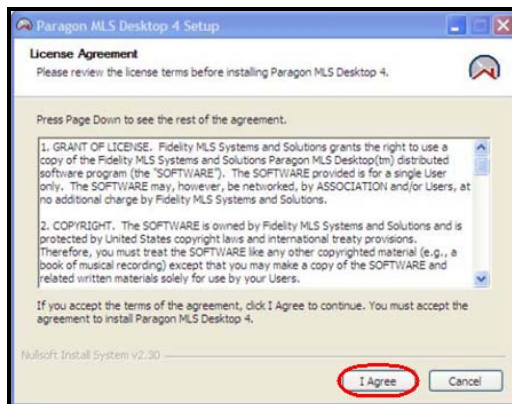 Paragon MLS Desktop 4 Setup
License Agreement
Please review the license terms before installing Paragon MLS Desktop 4.
Press Page Down to see the rest of the agreement.
1. GRANT OF LICENSE.  Fidelity MLS Systems and Solutions grants the right to use a
copy of the Fidelity MLS Systems and Solutions Paragon MLS Desktop(tm) distributed
software program (the "SOFTWARE").  The SOFTWARE provided is for a single User
only.  The SOFTWARE may, however, be networked, by ASSOCIATION and/or Users, at
no additional charge by Fidelity MLS Systems and Solutions.
2. COPYRIGHT.  The SOFTWARE is owned by Fidelity MLS Systems and Solutions and is
protected by United States copyright laws and international treaty provisions.
Therefore, you must treat the SOFTWARE like any other copyrighted material (e.g., a
book of musical recording) except that you may make a copy of the SOFTWARE and
related written materials solely for use by your Users.
If you accept the terms of the agreement, click I Agree to continue. You must accept the
agreement to install Paragon MLS Desktop 4.
Nullsoft Install System v2.30
I Agree
Cancel